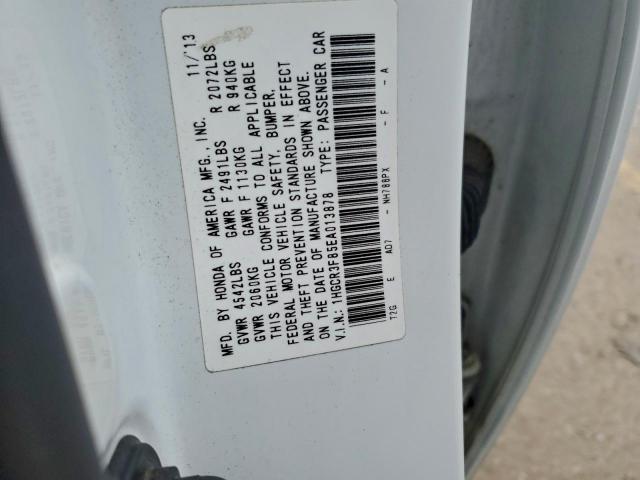 MFD. BY HONDA OF AMERICA MFG., INC. 11/'13
GVWR 4542LBS GAWR F 2491LBS R 2072LBS
GVWR 2060KG GAWR F 1130KG R 940KG
THIS VEHICLE CONFORMS TO ALL APPLICABLE
FEDERAL MOTOR VEHICLE SAFETY, BUMPER,
AND THEFT PREVENTION STANDARDS IN EFFECT
ON THE DATE OF MANUFACTURE SHOWN ABOVE.
V.I.N.: 1HGCR3F85EA013878 TYPE: PASSENGER CAR
T2G E A07 - NH788PX - F - A